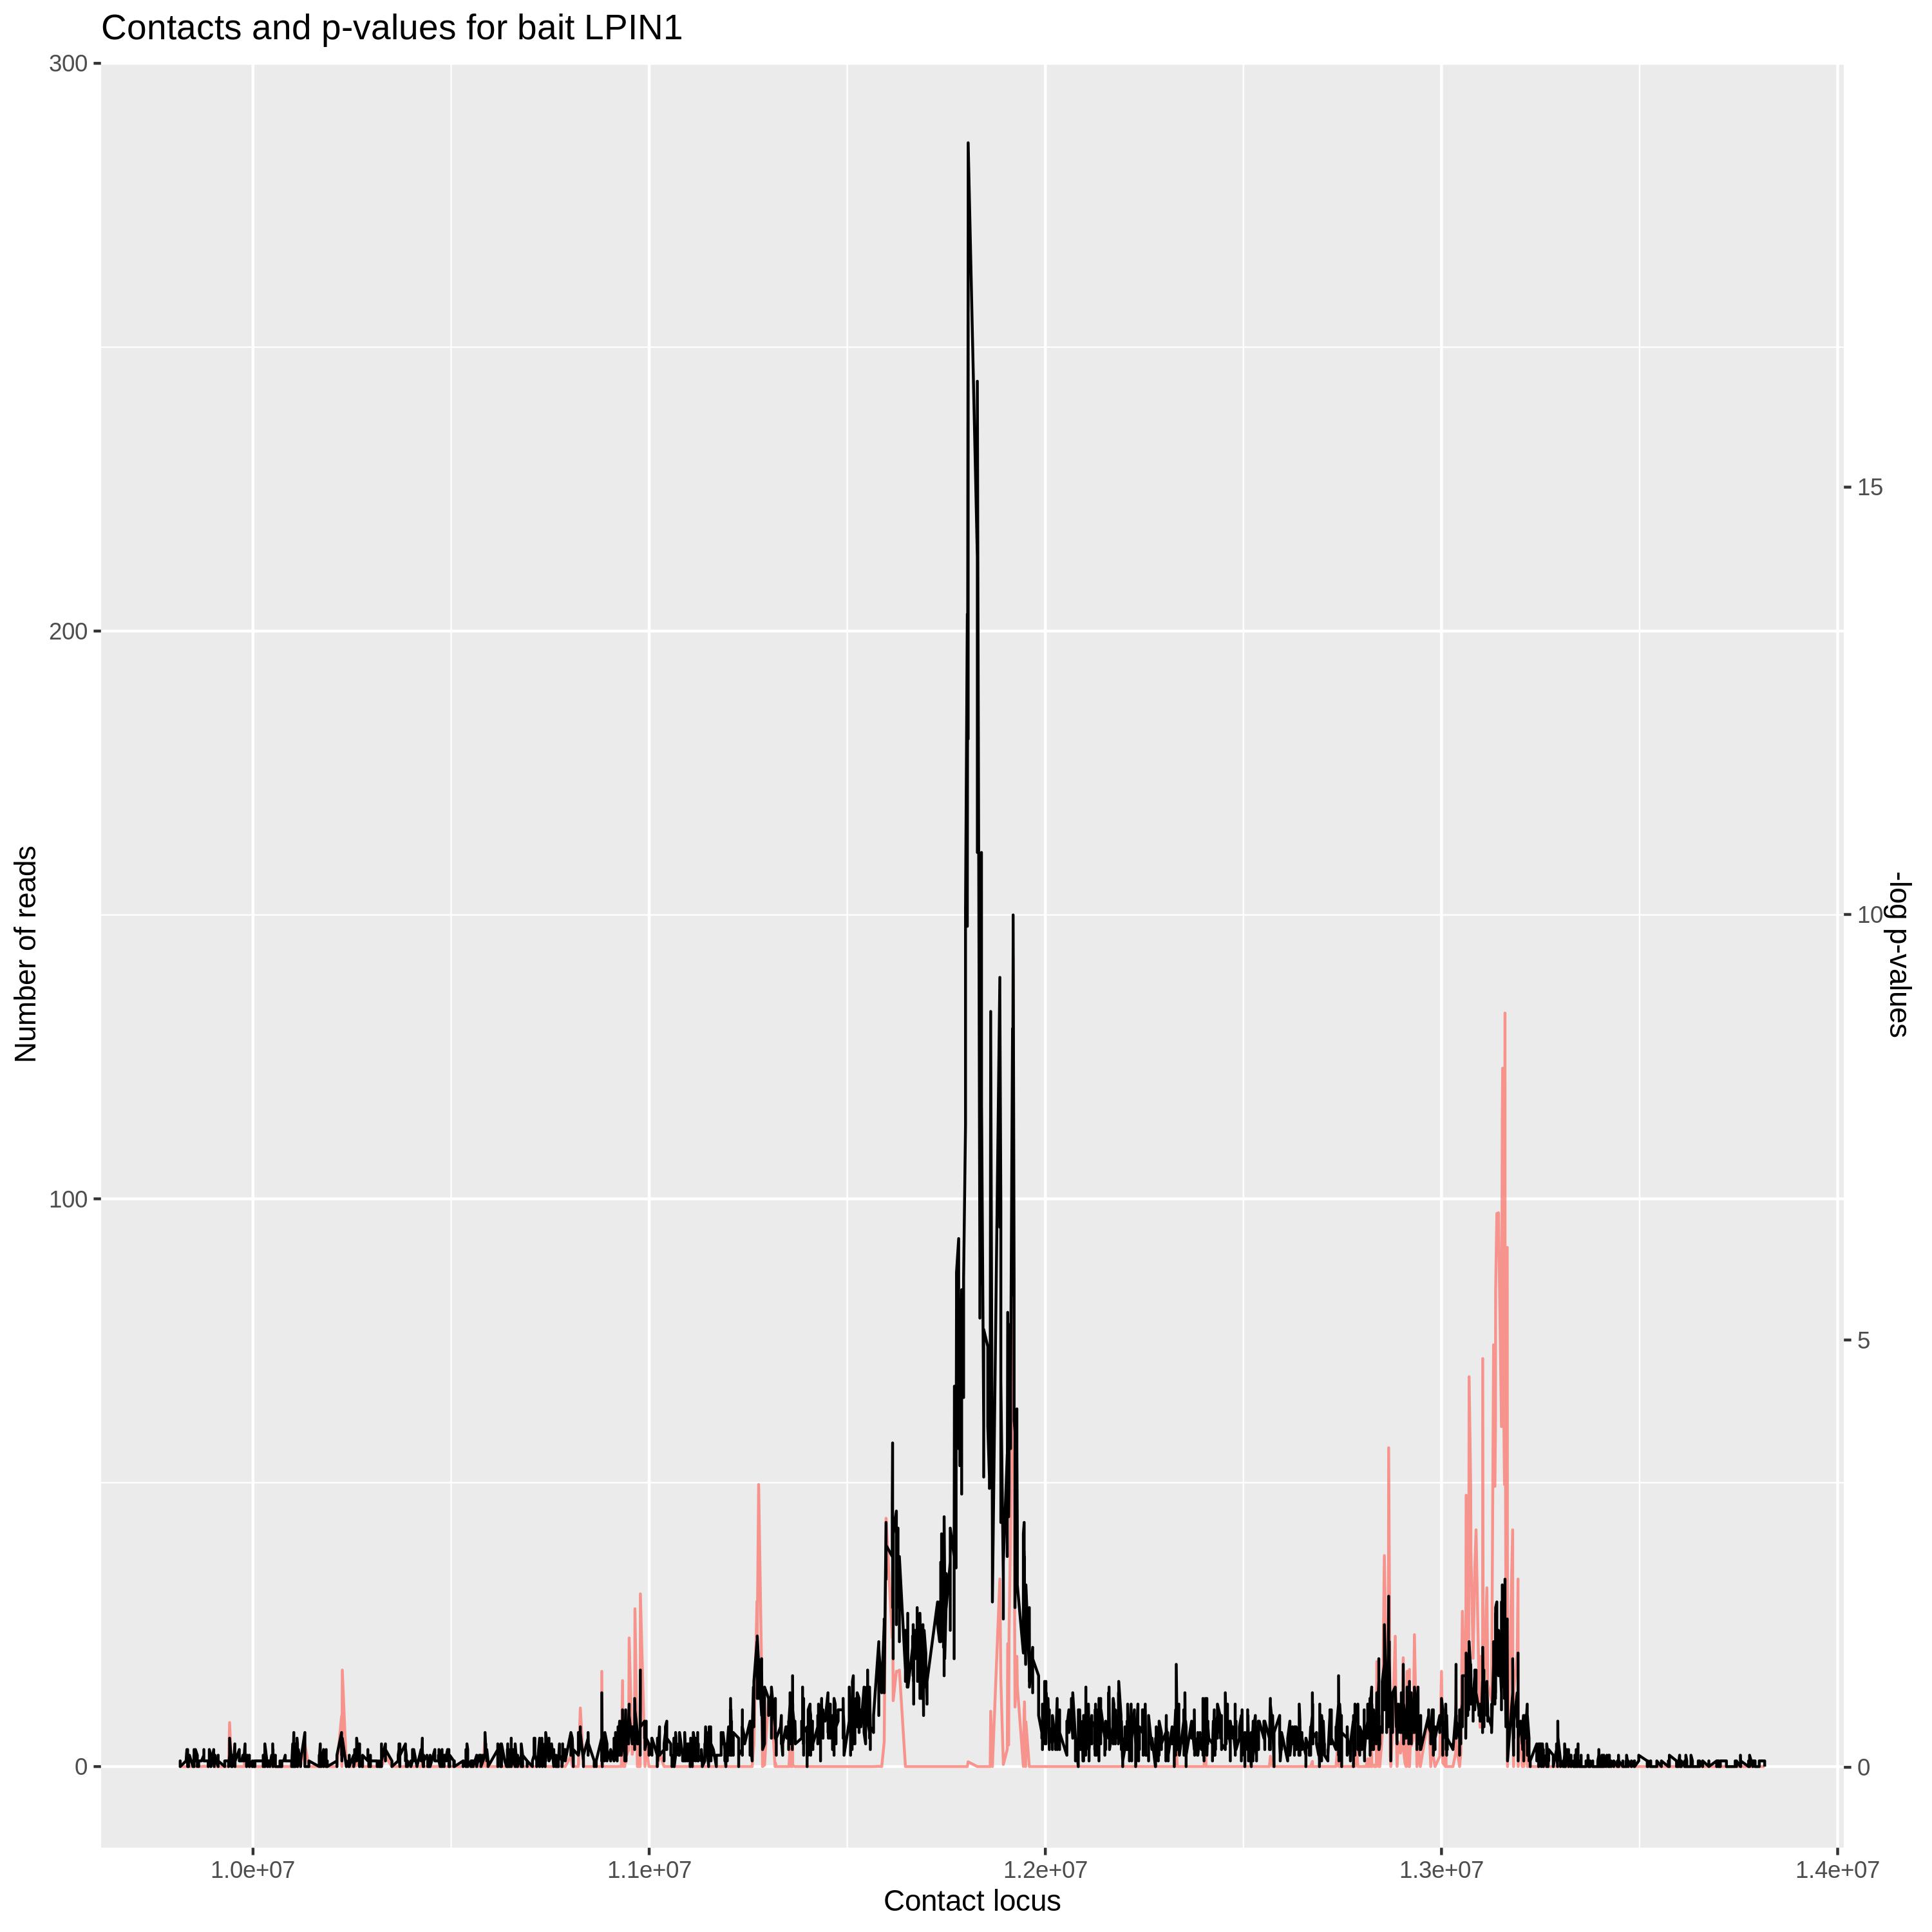 Contacts and p-values for bait LPIN1
300
200
100
0
Number of reads
15
10
5
0
-log p-values
1.0e+07
1.1e+07
1.2e+07
1.3e+07
1.4e+07
Contact locus